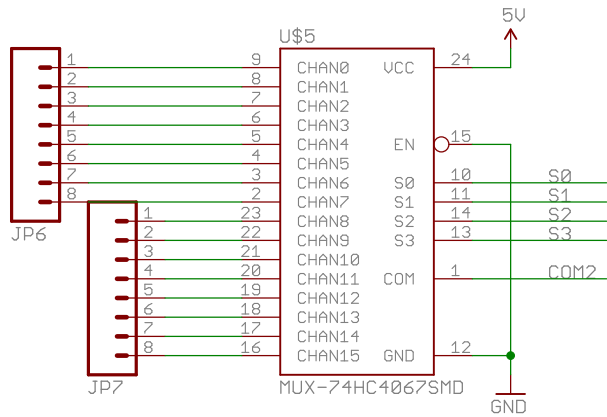 5V
U$5
1 9 CHAN0 VCC 24
2 8 CHAN1
3 7 CHAN2
4 6 CHAN3
5 5 CHAN4 EN 15
6 4 CHAN5
7 3 CHAN6 S0 10 S0
8 2 CHAN7 S1 11 S1
1 23 CHAN8 S2 14 S2
JP6
2 22 CHAN9 S3 13 S3
3 21 CHAN10
4 20 CHAN11 COM 1 COM2
5 19 CHAN12
6 18 CHAN13
7 17 CHAN14
8 16 CHAN15 GND 12
JP7
MUX-74HC4067SMD
GND